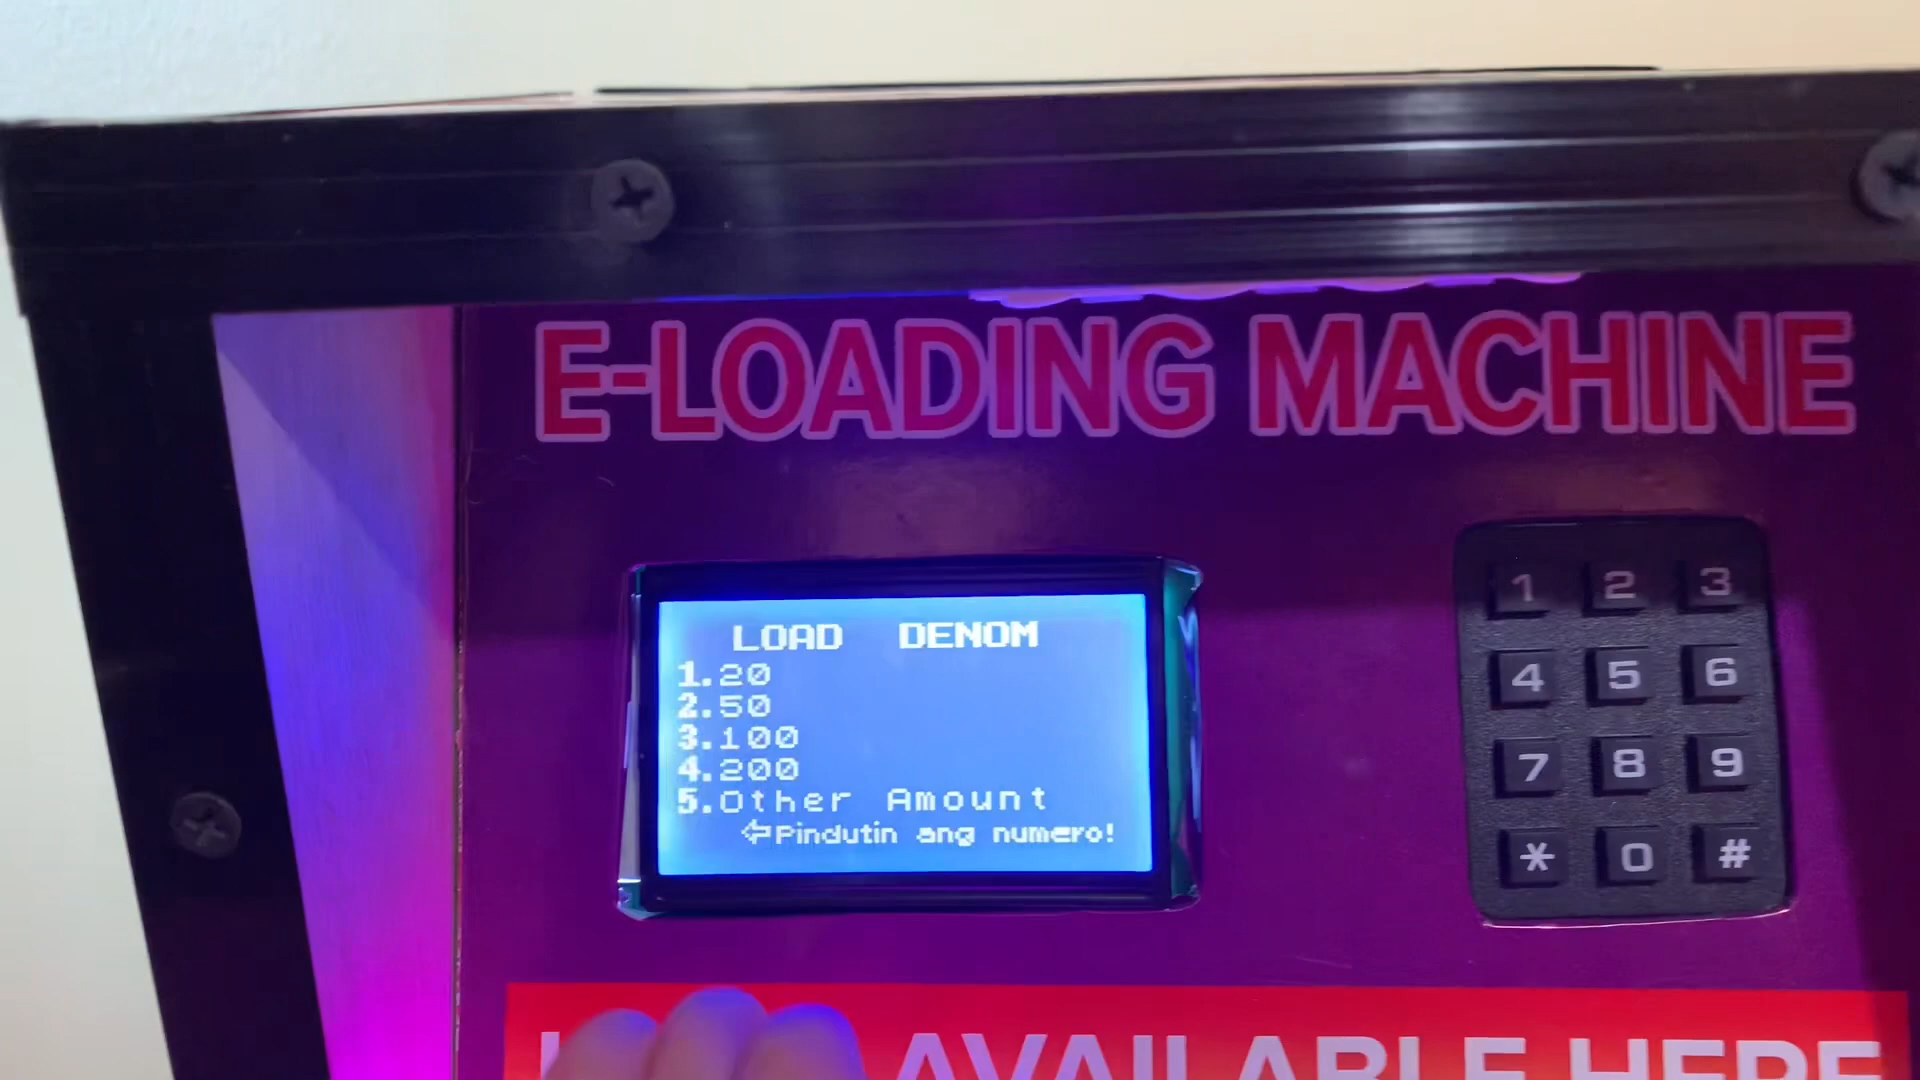 E-LOADING MACHINE
LOAD DENOM
1.20
2.50
3.100
4.200
5.Other Amount
Pindutin ang numero!
1 2 3
4 5 6
7 8 9
* 0 #
AVAILABLE HERE